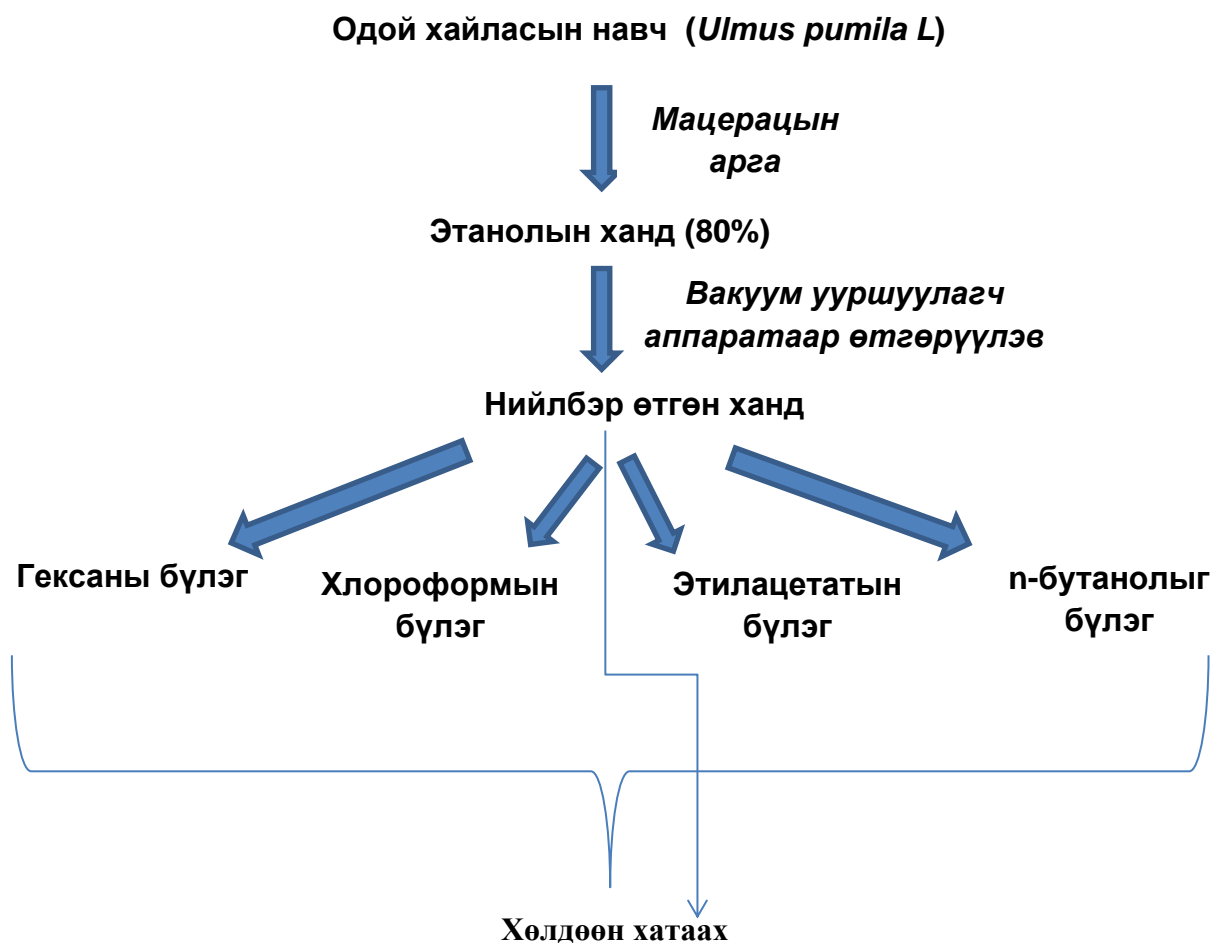 Одой хайласын навч (Ulmus pumila L)
Мацерацын
арга
Этанолын ханд (80%)
Вакуум ууршуулагч
аппаратаар өтгөрүүлэв
Нийлбэр өтгөн ханд
Гексаны бүлэг
Хлороформын
бүлэг
Этилацетатын
бүлэг
n-бутанолыг
бүлэг
Хөлдөөн хатаах